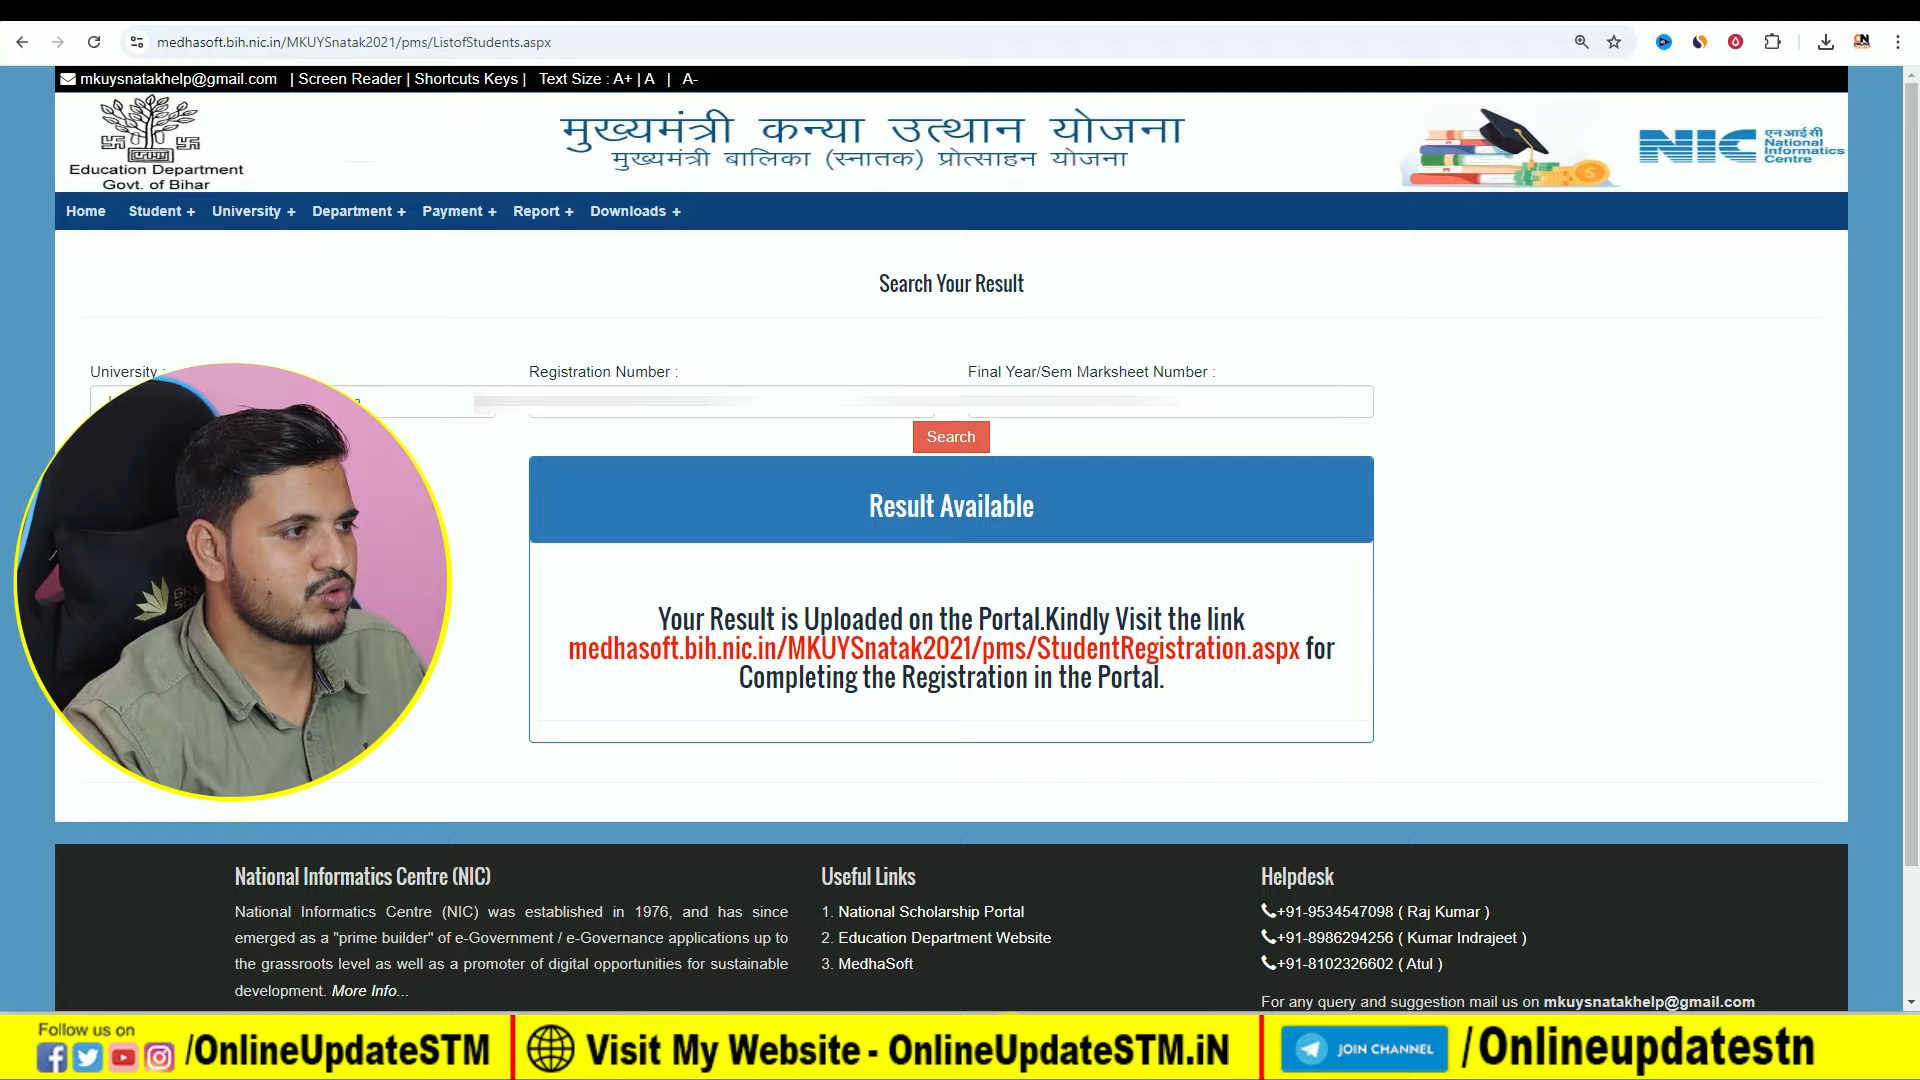 medhasoft.bih.nic.in/MKUYSnatak2021/pms/ListofStudents.aspx
mkuysnatakhelp@gmail.com | Screen Reader | Shortcuts Keys | Text Size : A+ | A | A-
Education Department
Govt. of Bihar
मुख्यमंत्री कन्या उत्थान योजना
मुख्यमंत्री बालिका (स्नातक) प्रोत्साहन योजना
NIC
एनआईसी
National
Informatics
Centre
Home Student + University + Department + Payment + Report + Downloads +
Search Your Result
University :
Registration Number :
Final Year/Sem Marksheet Number :
Search
Result Available
Your Result is Uploaded on the Portal.Kindly Visit the link
medhasoft.bih.nic.in/MKUYSnatak2021/pms/StudentRegistration.aspx for
Completing the Registration in the Portal.
National Informatics Centre (NIC)
National Informatics Centre (NIC) was established in 1976, and has since
emerged as a "prime builder" of e-Government / e-Governance applications up to
the grassroots level as well as a promoter of digital opportunities for sustainable
development. More Info...
Useful Links
1. National Scholarship Portal
2. Education Department Website
3. MedhaSoft
Helpdesk
+91-9534547098 ( Raj Kumar )
+91-8986294256 ( Kumar Indrajeet )
+91-8102326602 ( Atul )
For any query and suggestion mail us on mkuysnatakhelp@gmail.com
Follow us on
/OnlineUpdateSTM
Visit My Website - OnlineUpdateSTM.iN
JOIN CHANNEL
/Onlineupdatestn